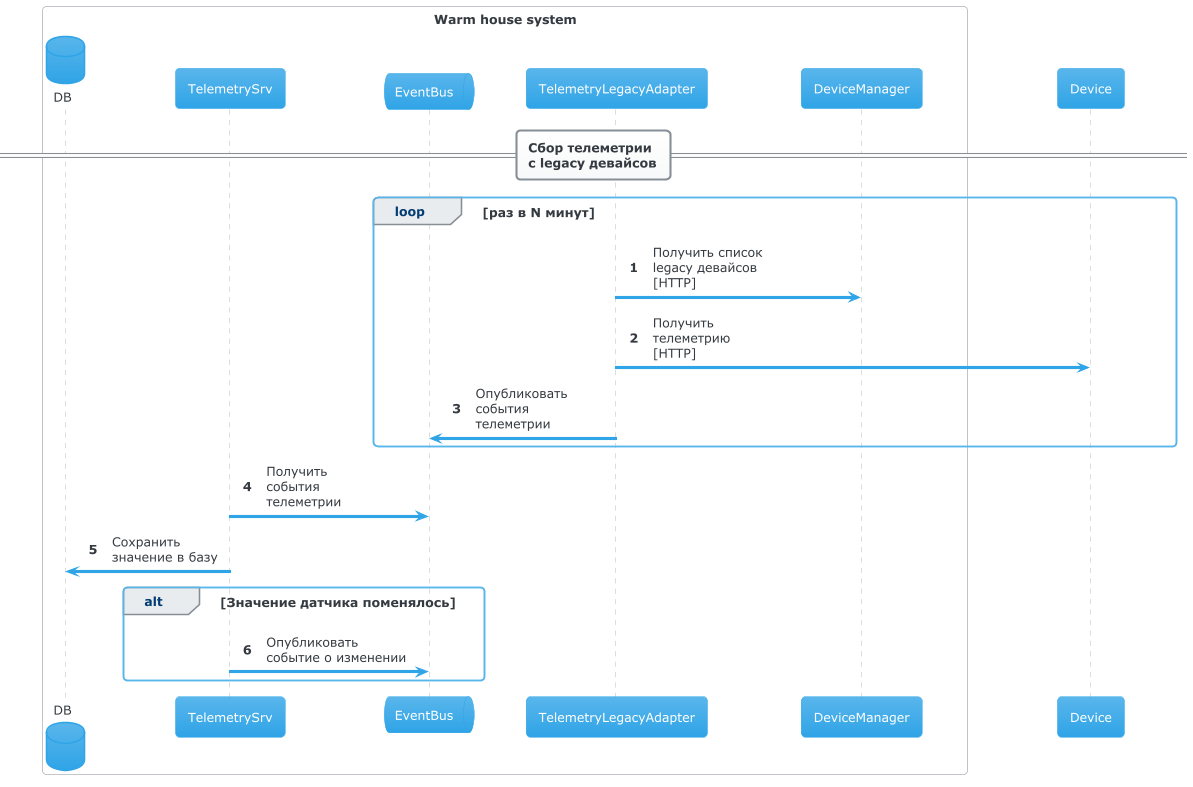 Warm house system
DB
TelemetrySrv
EventBus
TelemetryLegacyAdapter
DeviceManager
Device
Сбор телеметрии
с legacy девайсов
loop
[раз в N минут]
1
Получить список
legacy девайсов
[HTTP]
2
Получить
телеметрию
[HTTP]
3
Опубликовать
события
телеметрии
4
Получить
события
телеметрии
5
Сохранить
значение в базу
alt
[Значение датчика поменялось]
6
Опубликовать
событие о изменении
DB
TelemetrySrv
EventBus
TelemetryLegacyAdapter
DeviceManager
Device